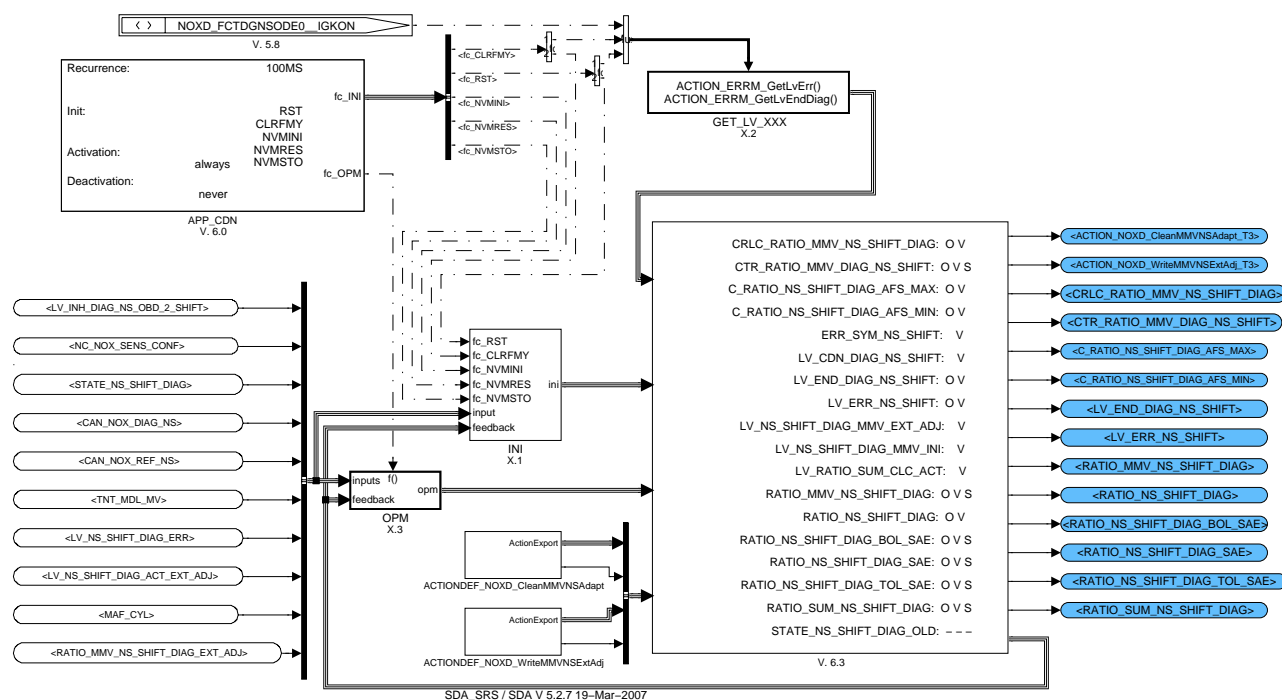 < > NOXD_FCTDGNSODE0__IGKON
V. 5.8
Recurrence: 100MS
Init: RST
CLRFMY
NVMINI
Activation: NVMRES
always NVMSTO
Deactivation:
never
fc_INI
fc_OPM
APP_CDN
V. 6.0
<fc_CLRFMY>
<fc_RST>
<fc_NVMINI>
<fc_NVMRES>
<fc_NVMSTO>
ACTION_ERRM_GetLvErr()
ACTION_ERRM_GetLvEndDiag()
GET_LV_XXX
X.2
<LV_INH_DIAG_NS_OBD_2_SHIFT>
<NC_NOX_SENS_CONF>
<STATE_NS_SHIFT_DIAG>
<CAN_NOX_DIAG_NS>
<CAN_NOX_REF_NS>
<TNT_MDL_MV>
<LV_NS_SHIFT_DIAG_ERR>
<LV_NS_SHIFT_DIAG_ACT_EXT_ADJ>
<MAF_CYL>
<RATIO_MMV_NS_SHIFT_DIAG_EXT_ADJ>
fc_RST
fc_CLRFMY
fc_NVMINI
fc_NVMRES
fc_NVMSTO
input
feedback
ini
INI
X.1
f()
inputs
feedback
opm
OPM
X.3
ActionExport
ACTIONDEF_NOXD_CleanMMVNSAdapt
ActionExport
ACTIONDEF_NOXD_WriteMMVNSExtAdj
CRLC_RATIO_MMV_NS_SHIFT_DIAG: O V
CTR_RATIO_MMV_DIAG_NS_SHIFT: O V S
C_RATIO_NS_SHIFT_DIAG_AFS_MAX: O V
C_RATIO_NS_SHIFT_DIAG_AFS_MIN: O V
ERR_SYM_NS_SHIFT: V
LV_CDN_DIAG_NS_SHIFT: V
LV_END_DIAG_NS_SHIFT: O V
LV_ERR_NS_SHIFT: O V
LV_NS_SHIFT_DIAG_MMV_EXT_ADJ: V
LV_NS_SHIFT_DIAG_MMV_INI: V
LV_RATIO_SUM_CLC_ACT: V
RATIO_MMV_NS_SHIFT_DIAG: O V S
RATIO_NS_SHIFT_DIAG: O V
RATIO_NS_SHIFT_DIAG_BOL_SAE: O V S
RATIO_NS_SHIFT_DIAG_SAE: O V S
RATIO_NS_SHIFT_DIAG_TOL_SAE: O V S
RATIO_SUM_NS_SHIFT_DIAG: O V S
STATE_NS_SHIFT_DIAG_OLD: – – –
V. 6.3
<ACTION_NOXD_CleanMMVNSAdapt_T3>
<ACTION_NOXD_WriteMMVNSExtAdj_T3>
<CRLC_RATIO_MMV_NS_SHIFT_DIAG>
<CTR_RATIO_MMV_DIAG_NS_SHIFT>
<C_RATIO_NS_SHIFT_DIAG_AFS_MAX>
<C_RATIO_NS_SHIFT_DIAG_AFS_MIN>
<LV_END_DIAG_NS_SHIFT>
<LV_ERR_NS_SHIFT>
<RATIO_MMV_NS_SHIFT_DIAG>
<RATIO_NS_SHIFT_DIAG>
<RATIO_NS_SHIFT_DIAG_BOL_SAE>
<RATIO_NS_SHIFT_DIAG_SAE>
<RATIO_NS_SHIFT_DIAG_TOL_SAE>
<RATIO_SUM_NS_SHIFT_DIAG>
SDA_SRS / SDA V 5.2.7 19–Mar–2007